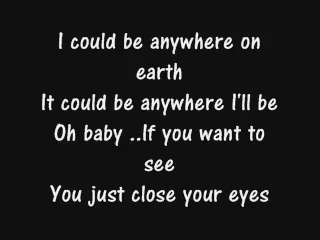 I could be anywhere on
earth
It could be anywhere I'll be
Oh baby ..If you want to
see
You just close your eyes